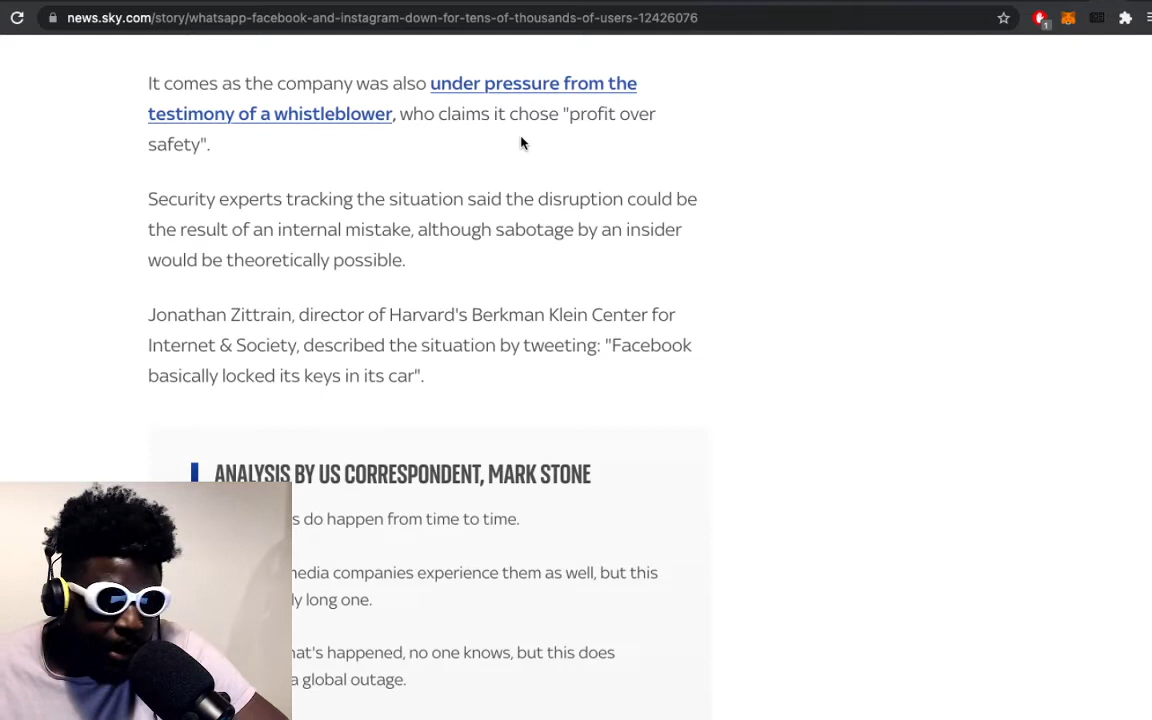 news.sky.com/story/whatsapp-facebook-and-instagram-down-for-tens-of-thousands-of-users-12426076
1
It comes as the company was also under pressure from the
testimony of a whistleblower, who claims it chose "profit over
safety".
Security experts tracking the situation said the disruption could be
the result of an internal mistake, although sabotage by an insider
would be theoretically possible.
Jonathan Zittrain, director of Harvard's Berkman Klein Center for
Internet & Society, described the situation by tweeting: "Facebook
basically locked its keys in its car".
ANALYSIS BY US CORRESPONDENT, MARK STONE
s do happen from time to time.
media companies experience them as well, but this
ly long one.
hat's happened, no one knows, but this does
a global outage.